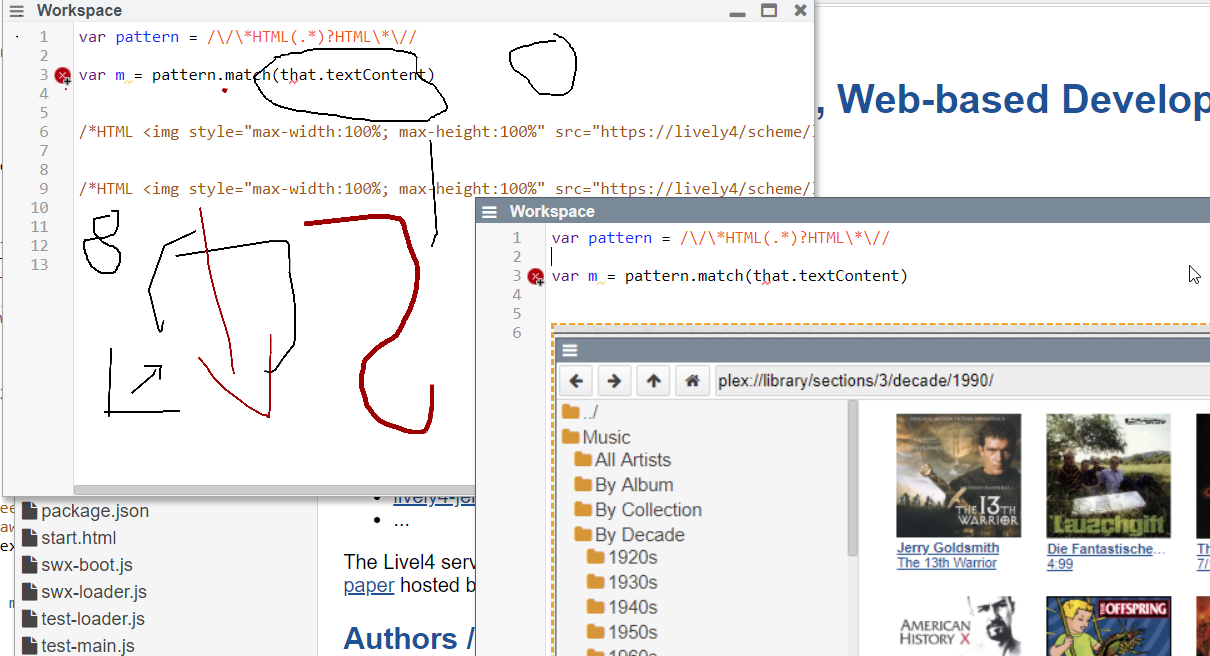 Workspace
1 var pattern = /\/\*HTML(.*)?HTML\*\//
2
3 var m = pattern.match(that.textContent)
4
5
6 /*HTML <img style="max-width:100%; max-height:100%" src="https://lively4/scheme/
7
8
9 /*HTML <img style="max-width:100%; max-height:100%" src="https://lively4/scheme/
10
11
12
13
, Web-based Develop
Workspace
1 var pattern = /\/\*HTML(.*)?HTML\*\//
2
3 var m = pattern.match(that.textContent)
4
5
6
plex://library/sections/3/decade/1990/
../
Music
All Artists
By Album
By Collection
By Decade
1920s
1930s
1940s
1950s
1960s
ORIGINAL MOTION PICTURE SOUNDTRACK
THE 13TH
WARRIOR
Jerry Goldsmith
The 13th Warrior
Lauschgift
Die Fantastische...
4:99
Th
7/
AMERICAN
HISTORY X
THE OFFSPRING
package.json
start.html
swx-boot.js
swx-loader.js
test-loader.js
test-main.js
lively4-jer
...
The Livel4 serv
paper hosted b
Authors /